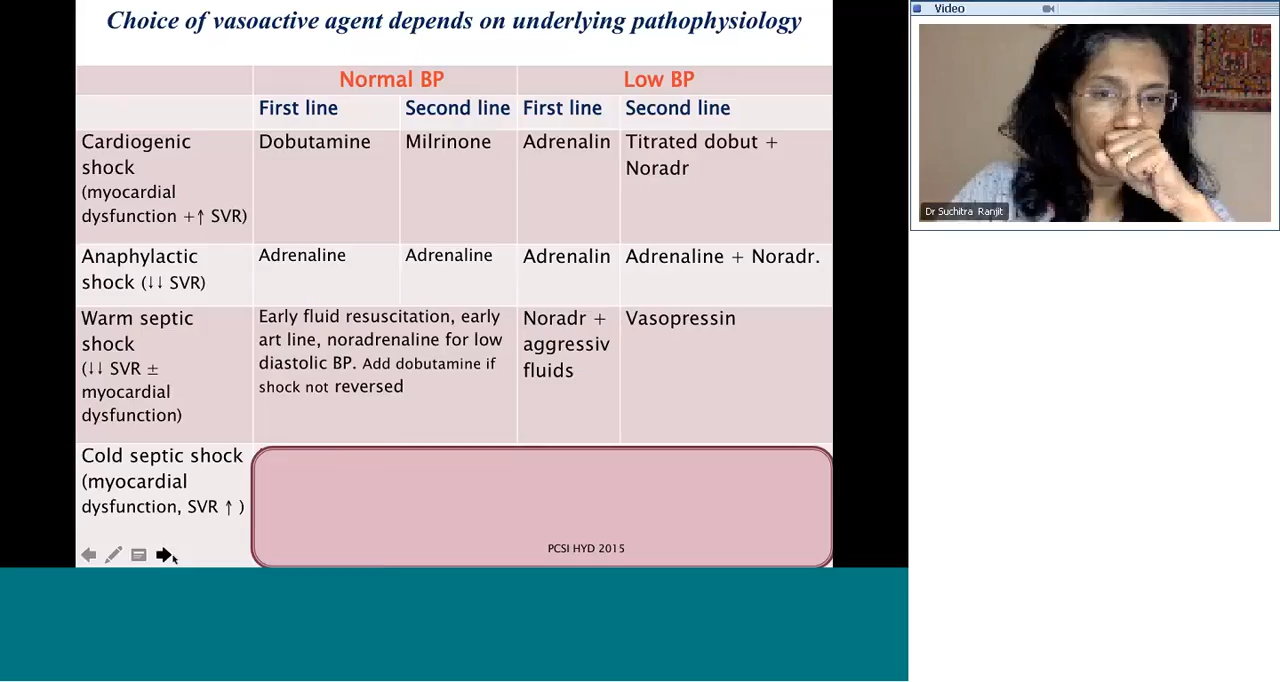 Choice of vasoactive agent depends on underlying pathophysiology
Video
Normal BP
Low BP
First line
Second line
First line
Second line
Cardiogenic
shock
(myocardial
dysfunction +↑ SVR)
Dobutamine
Milrinone
Adrenalin
Titrated dobut +
Noradr
Anaphylactic
shock (↓↓ SVR)
Adrenaline
Adrenaline
Adrenalin
Adrenaline + Noradr.
Warm septic
shock
(↓↓ SVR ±
myocardial
dysfunction)
Early fluid resuscitation, early
art line, noradrenaline for low
diastolic BP. Add dobutamine if
shock not reversed
Noradr +
aggressiv
fluids
Vasopressin
Cold septic shock
(myocardial
dysfunction, SVR ↑ )
PCSI HYD 2015
Dr Suchitra Ranjit